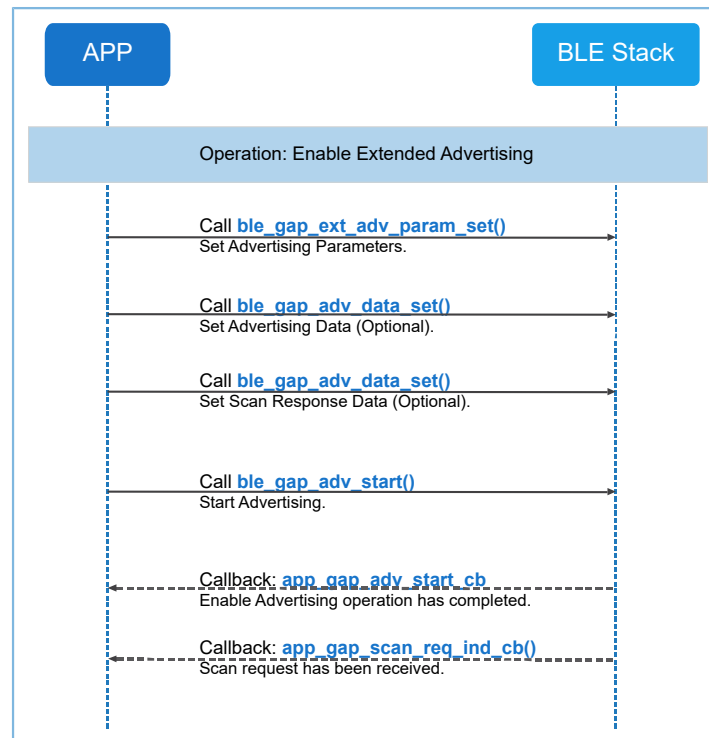 APP
BLE Stack
Operation: Enable Extended Advertising
Call ble_gap_ext_adv_param_set()
Set Advertising Parameters.
Call ble_gap_adv_data_set()
Set Advertising Data (Optional).
Call ble_gap_adv_data_set()
Set Scan Response Data (Optional).
Call ble_gap_adv_start()
Start Advertising.
Callback: app_gap_adv_start_cb
Enable Advertising operation has completed.
Callback: app_gap_scan_req_ind_cb()
Scan request has been received.